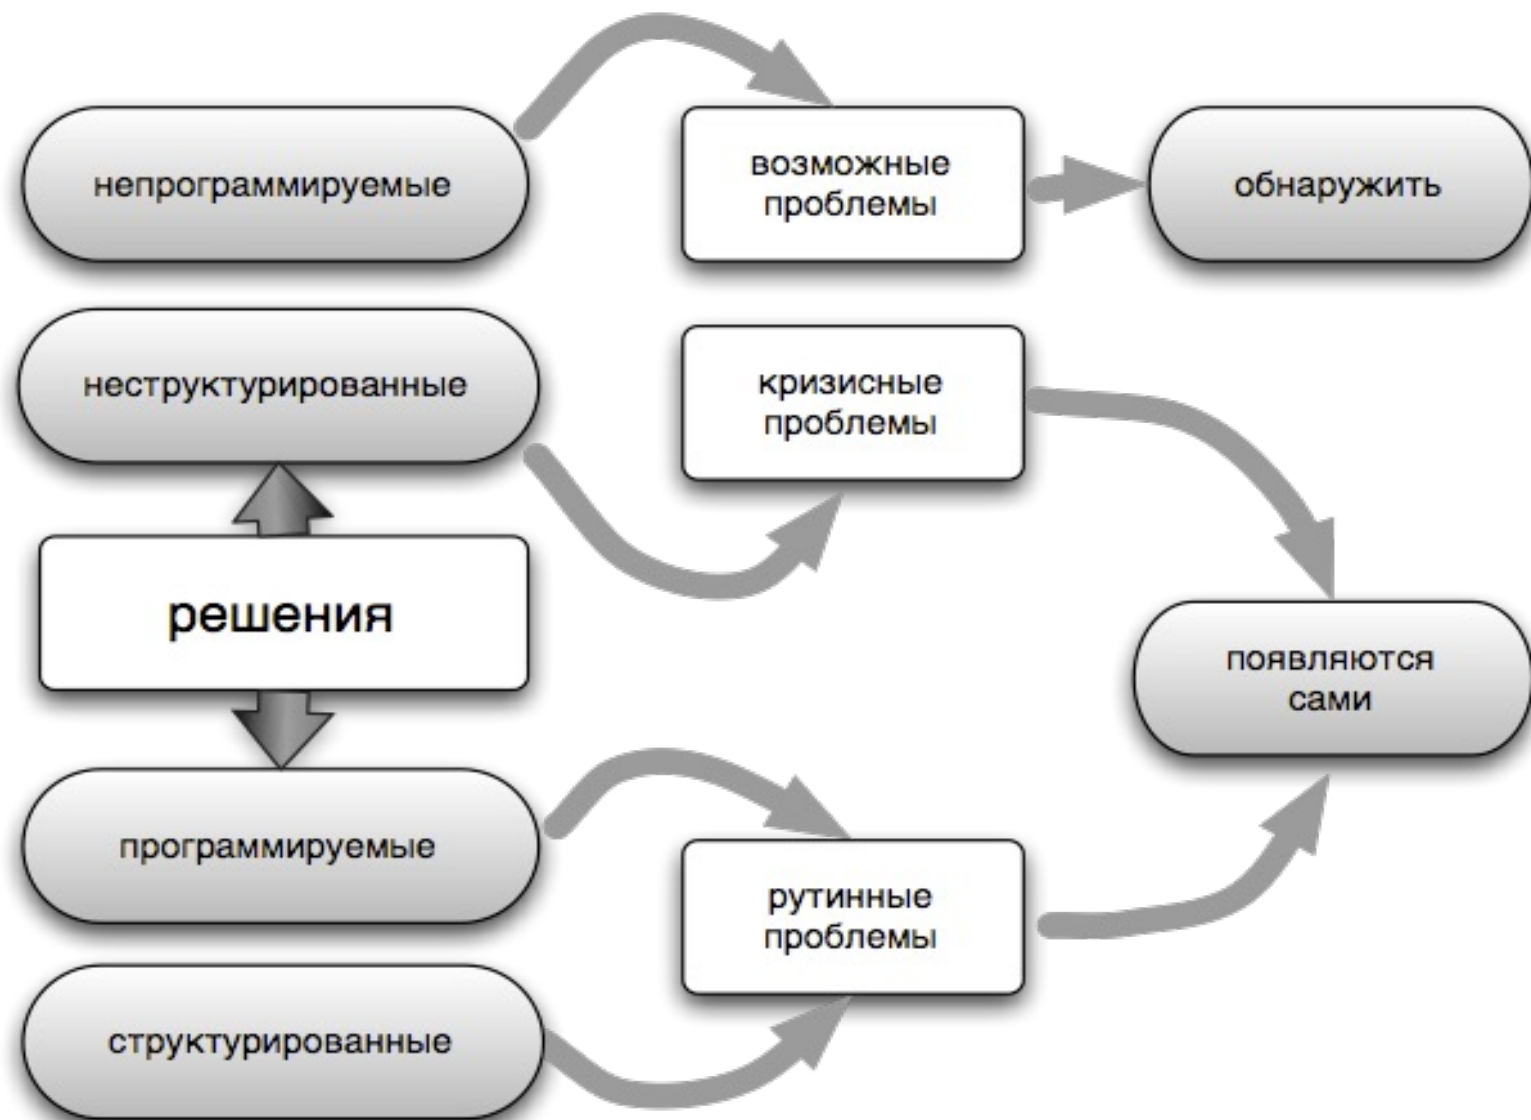 непрограммируемые
возможные
проблемы
обнаружить
неструктурированные
кризисные
проблемы
решения
появляются
сами
программируемые
рутинные
проблемы
структурированные